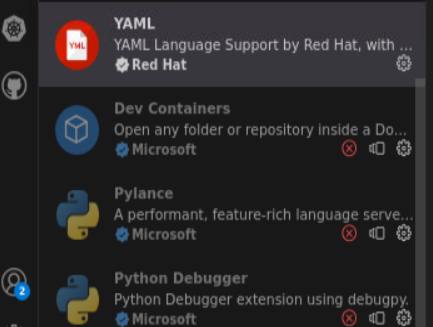 YAML
YML
YAML Language Support by Red Hat, with ...
Red Hat
Dev Containers
Open any folder or repository inside a Do...
Microsoft
Pylance
A performant, feature-rich language serve...
Microsoft
2
Python Debugger
Python Debugger extension using debugpy.
Microsoft